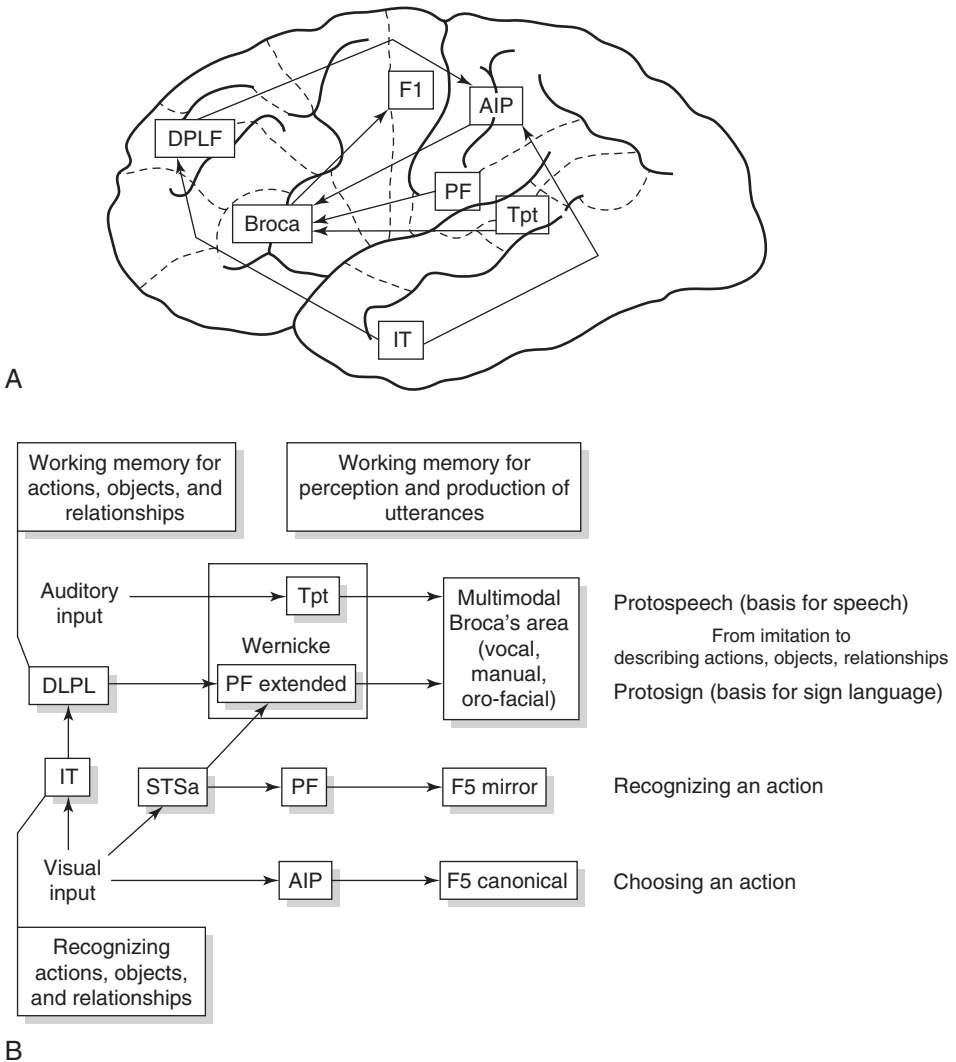 F1
AIP
DPLF
PF
Tpt
Broca
IT
A
Working memory for
actions, objects, and
relationships
Working memory for
perception and production of
utterances
Auditory
input
Tpt
Wernicke
PF extended
Multimodal
Broca's area
(vocal,
manual,
oro-facial)
Protospeech (basis for speech)
From imitation to
describing actions, objects, relationships
Protosign (basis for sign language)
DLPL
IT
STSa
PF
F5 mirror
Recognizing an action
Visual
input
AIP
F5 canonical
Choosing an action
Recognizing
actions, objects,
and relationships
B